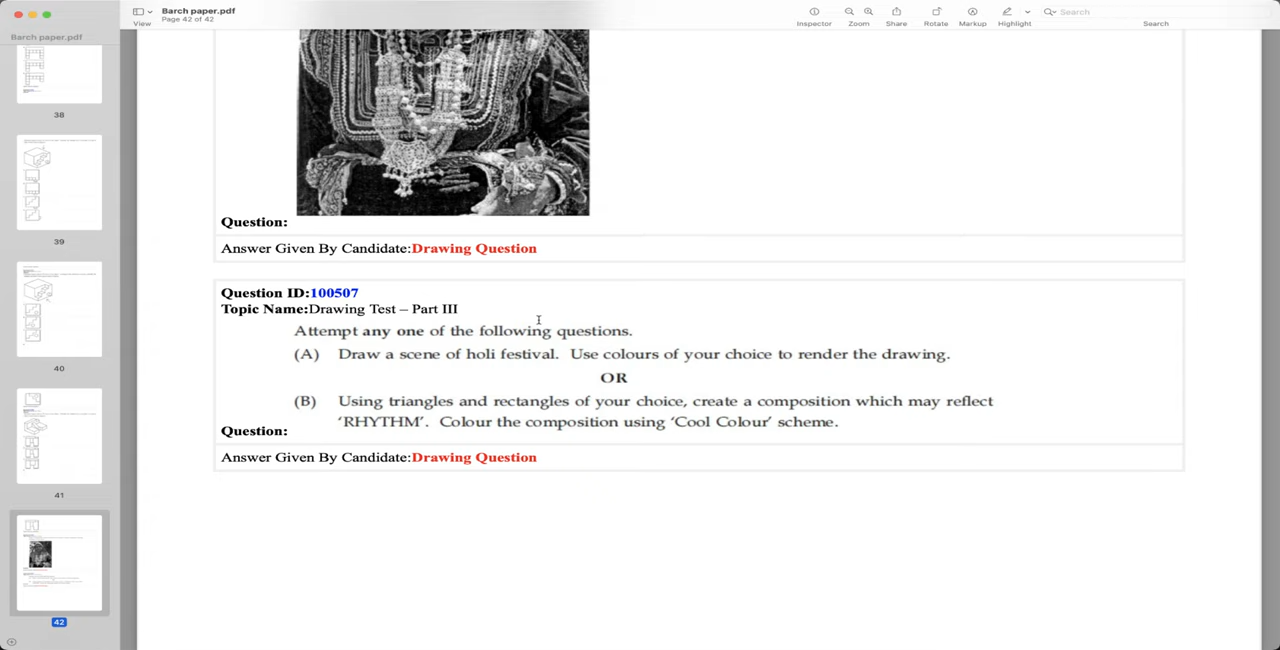 Barch paper.pdf
Page 42 of 42
View
Inspector
Zoom
Share
Rotate
Markup
Highlight
Search
Search
Barch paper.pdf
38
39
40
41
42
Question:
Answer Given By Candidate:Drawing Question
Question ID:100507
Topic Name:Drawing Test – Part III
Attempt any one of the following questions.
(A) Draw a scene of holi festival. Use colours of your choice to render the drawing.
OR
(B) Using triangles and rectangles of your choice, create a composition which may reflect
‘RHYTHM’. Colour the composition using ‘Cool Colour’ scheme.
Question:
Answer Given By Candidate:Drawing Question